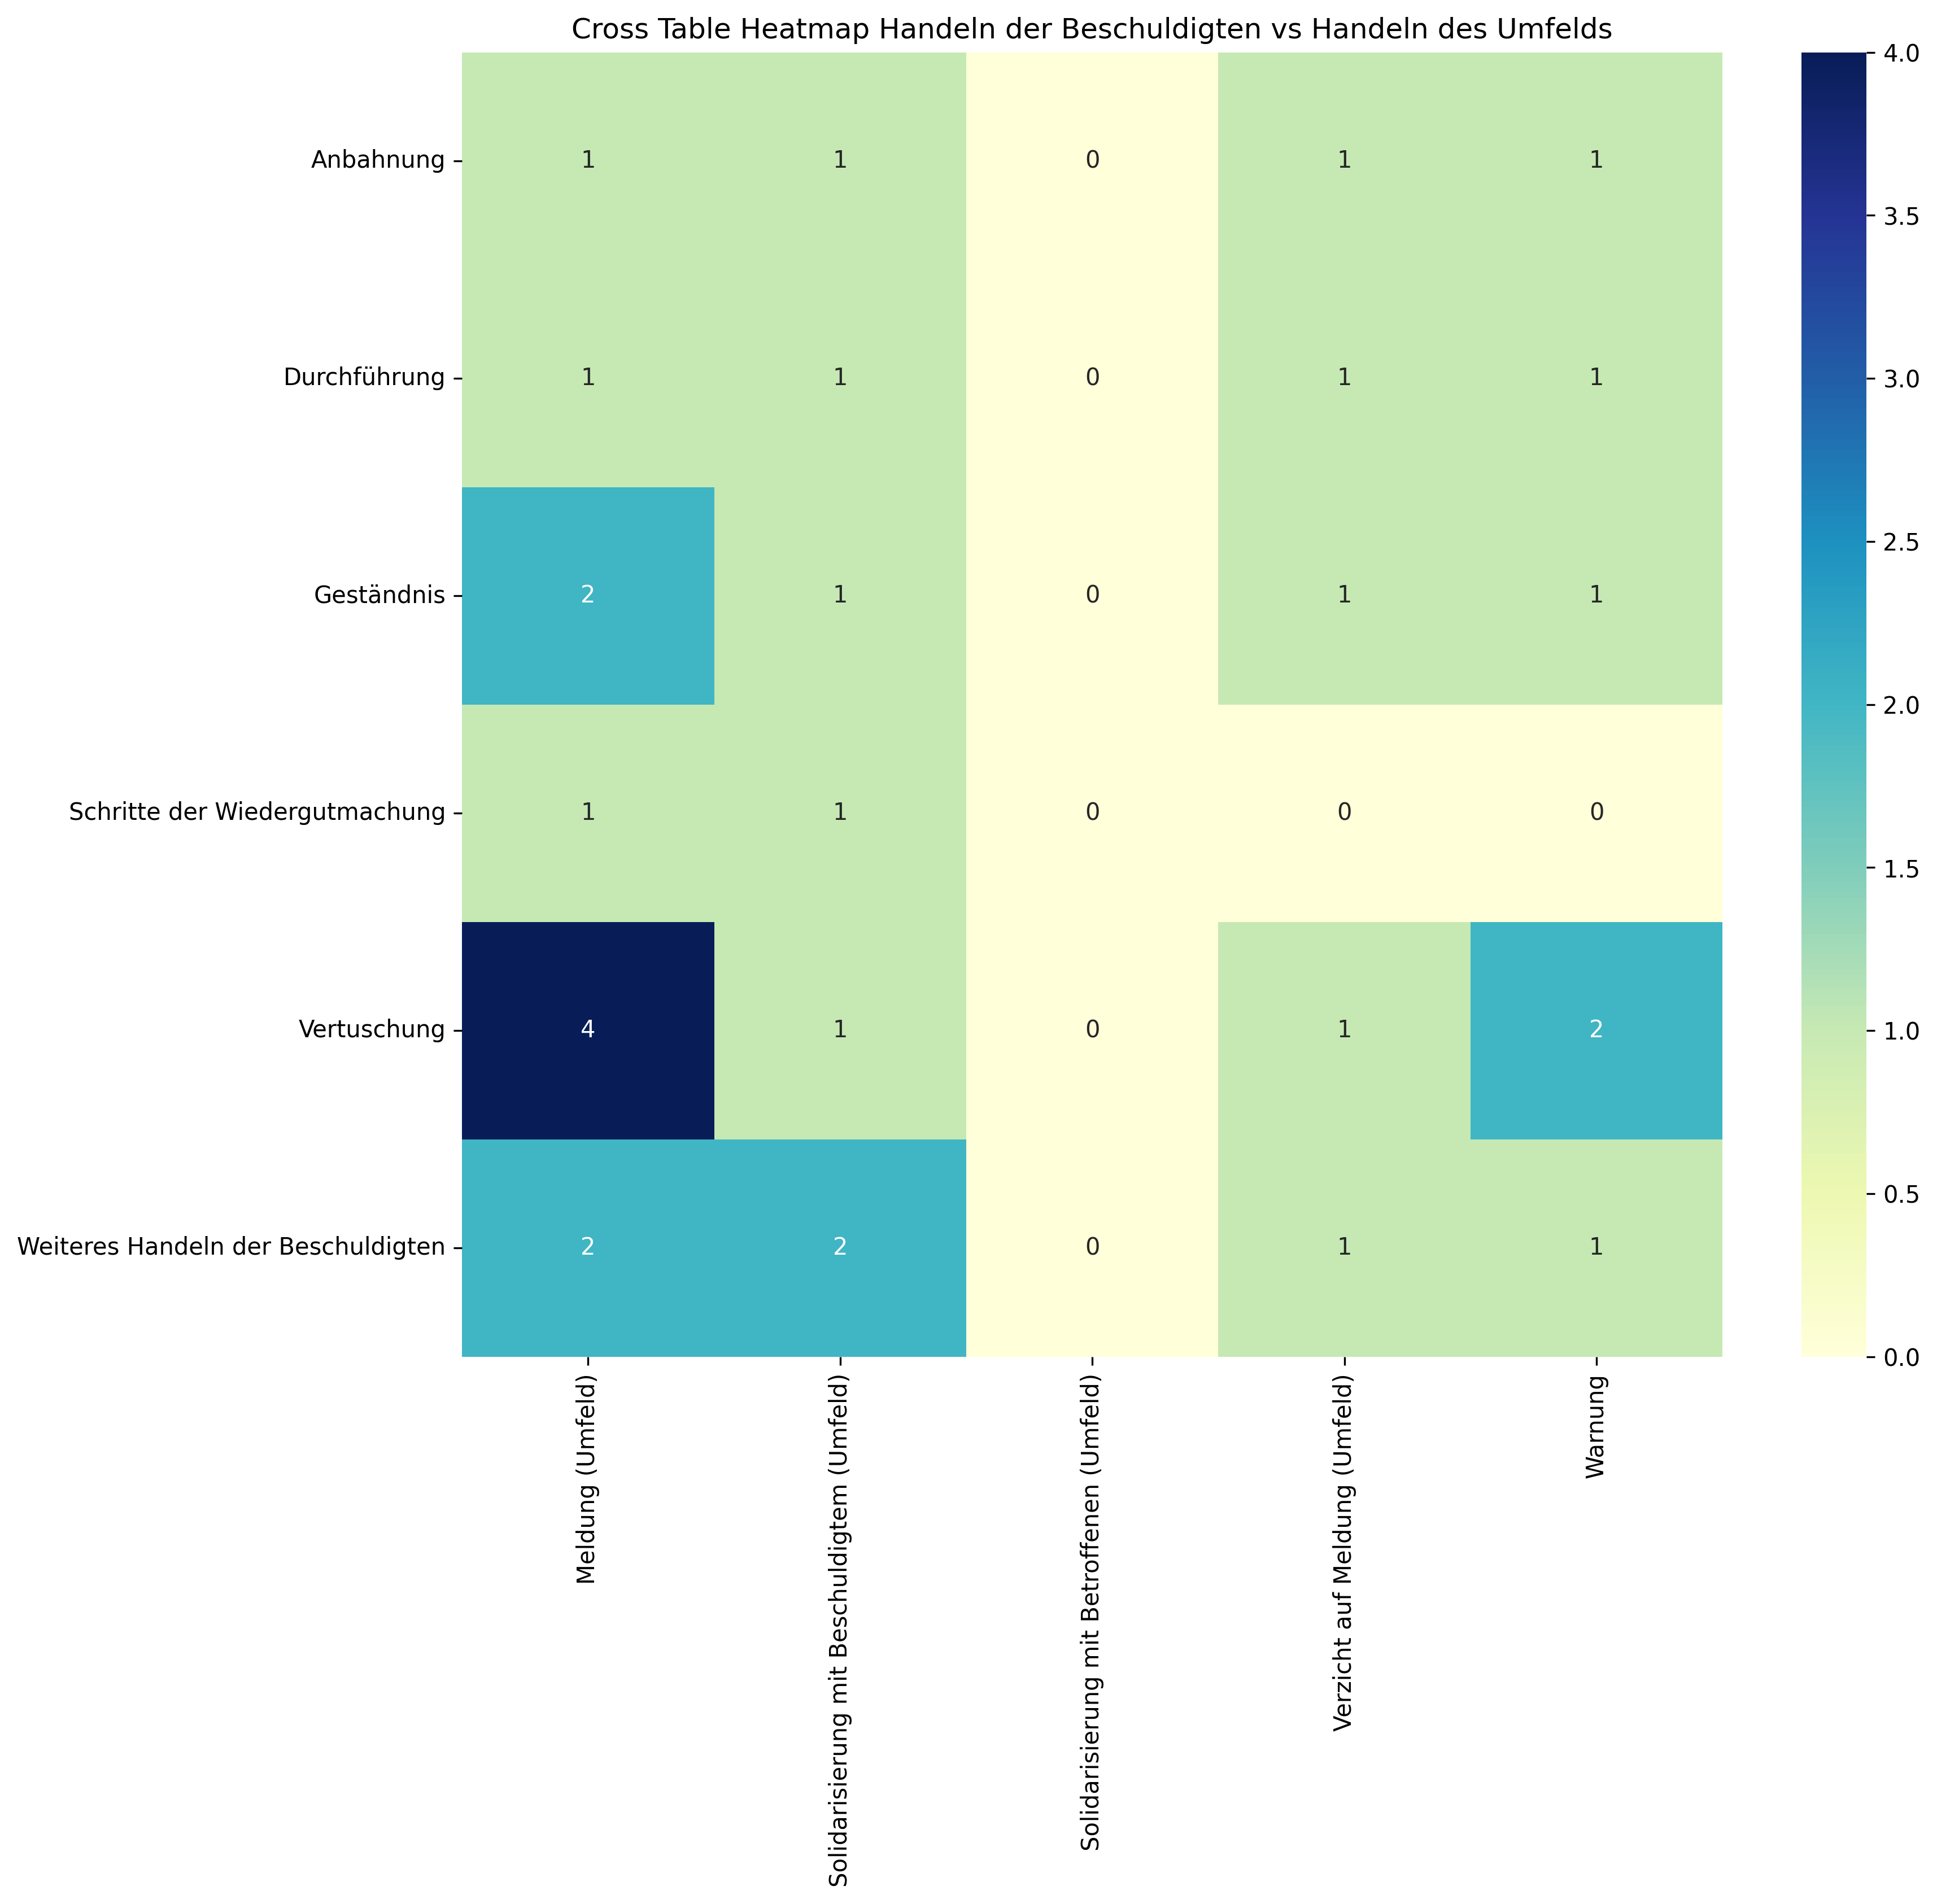 Cross Table Heatmap Handeln der Beschuldigten vs Handeln des Umfelds
Anbahnung 1 1 0 1 1
Durchführung 1 1 0 1 1
Geständnis 2 1 0 1 1
Schritte der Wiedergutmachung 1 1 0 0 0
Vertuschung 4 1 0 1 2
Weiteres Handeln der Beschuldigten 2 2 0 1 1
Meldung (Umfeld)
Solidarisierung mit Beschuldigtem (Umfeld)
Solidarisierung mit Betroffenen (Umfeld)
Verzicht auf Meldung (Umfeld)
Warnung
4.0
3.5
3.0
2.5
2.0
1.5
1.0
0.5
0.0